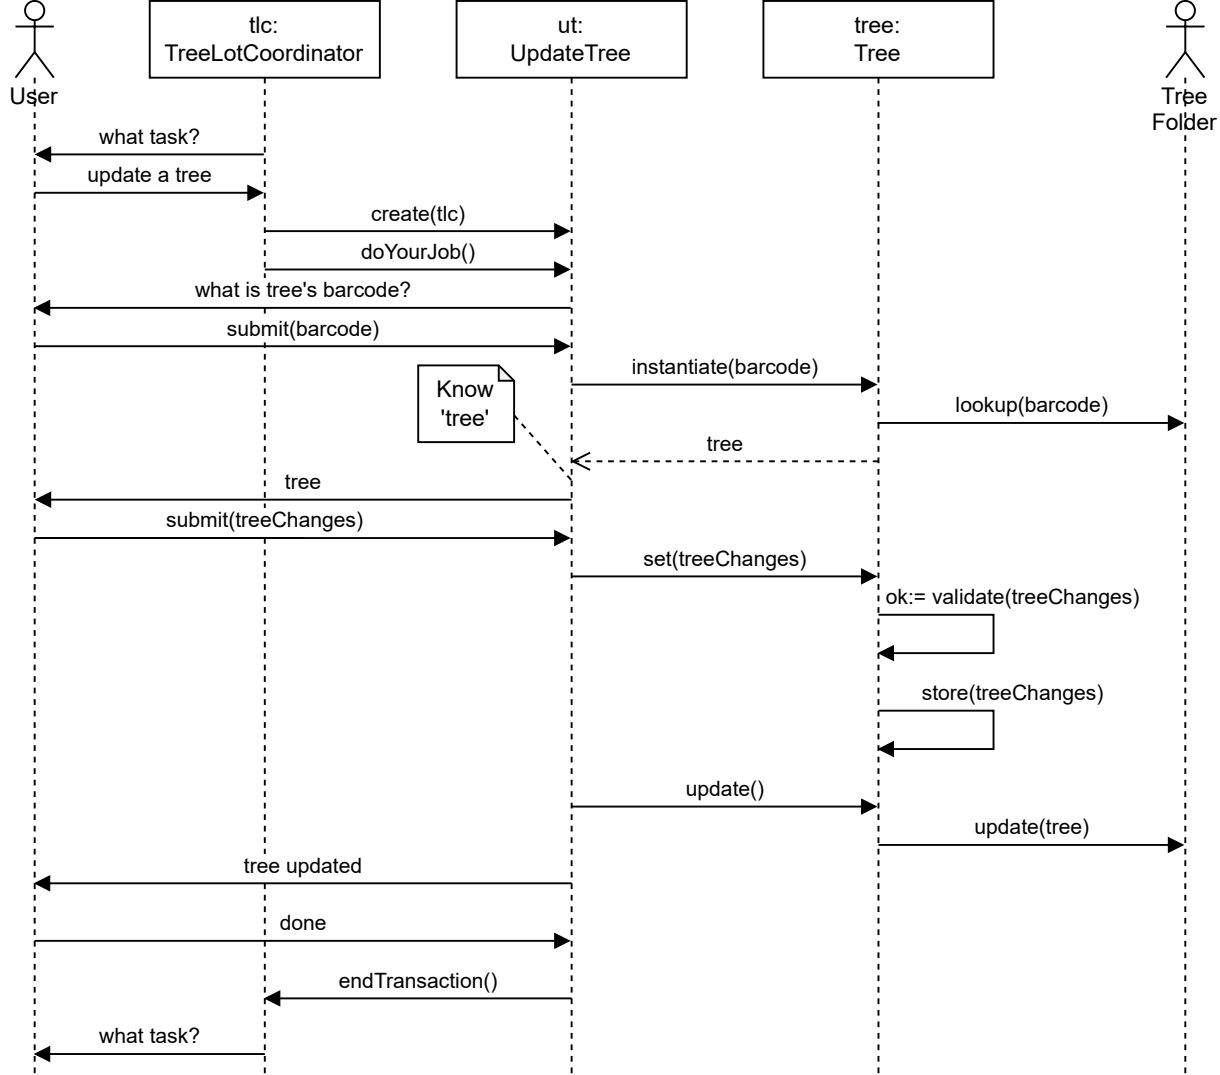 tlc:
TreeLotCoordinator
ut:
UpdateTree
tree:
Tree
User
Tree
Folder
what task?
update a tree
create(tlc)
doYourJob()
what is tree's barcode?
submit(barcode)
instantiate(barcode)
Know
'tree'
lookup(barcode)
tree
tree
submit(treeChanges)
set(treeChanges)
ok:= validate(treeChanges)
store(treeChanges)
update()
update(tree)
tree updated
done
endTransaction()
what task?